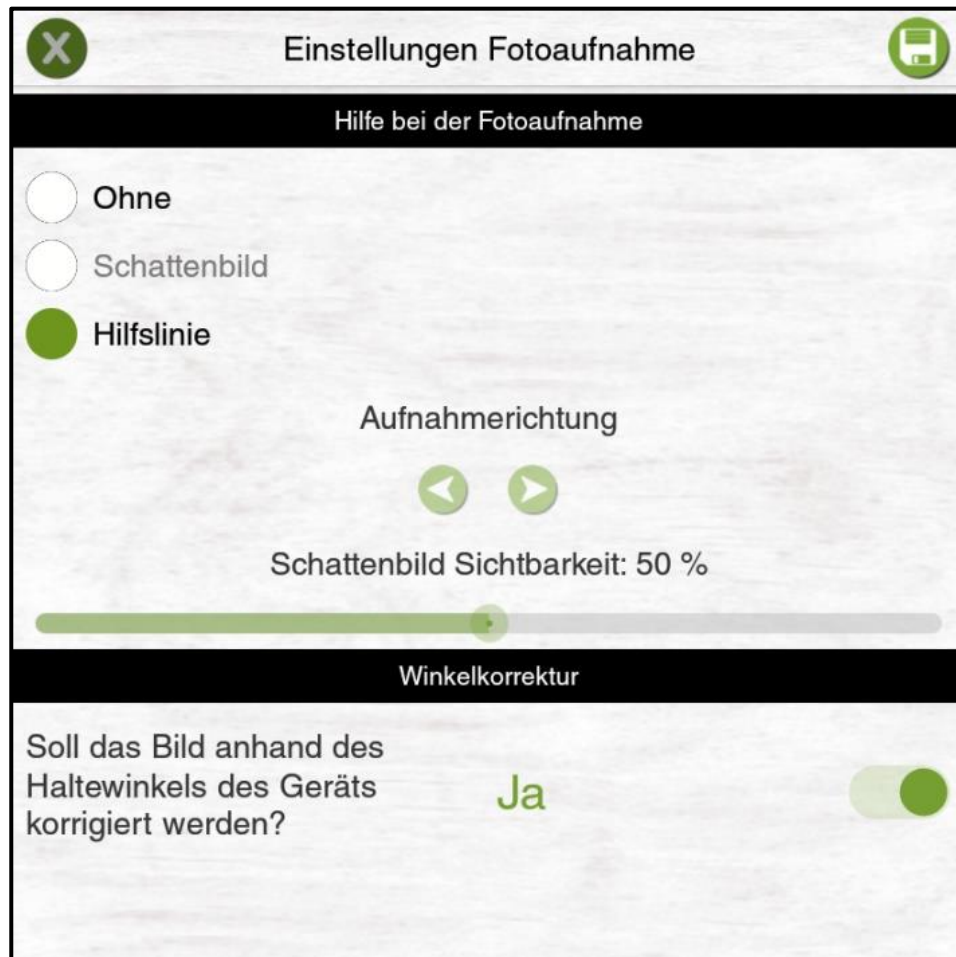 X
Einstellungen Fotoaufnahme
Hilfe bei der Fotoaufnahme
Ohne
Schattenbild
Hilfslinie
Aufnahmerichtung
Schattenbild Sichtbarkeit: 50 %
Winkelkorrektur
Soll das Bild anhand des
Haltewinkels des Geräts
korrigiert werden?
Ja